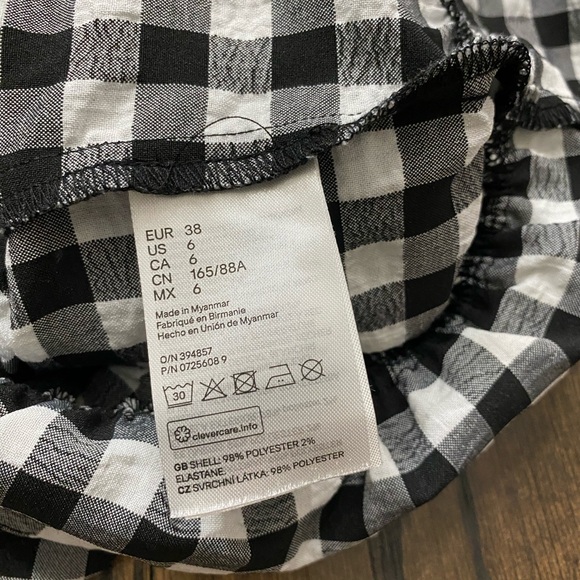 EUR 38
US 6
CA 6
CN 165/88A
MX 6
Made in Myanmar
Fabriqué en Birmanie
Hecho en Unión de Myanmar
O/N 394857
P/N 0725608 9
30
clevercare.info
GB SHELL: 98% POLYESTER 2%
ELASTANE.
CZ SVRCHNÍ LÁTKA: 98% POLYESTER